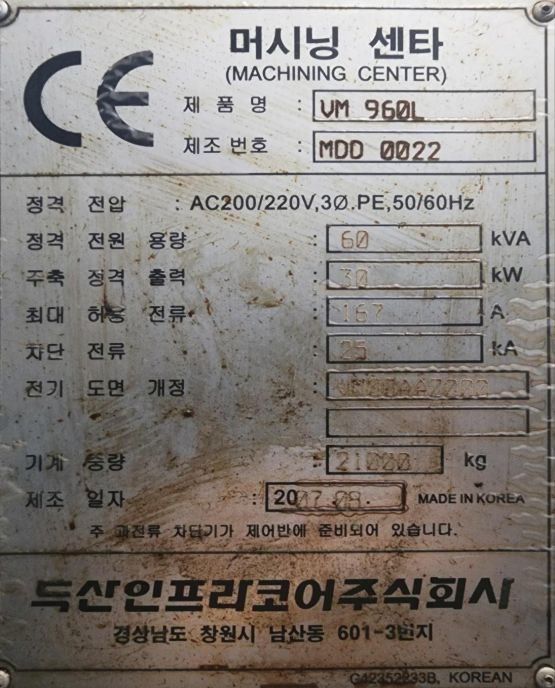 CE
머시닝 센타
(MACHINING CENTER)
제 품 명 : VM 960L
제조번호 : MDD 0022
정격 전압 : AC200/220V,3Ø.PE,50/60Hz
정격 전원 용량 : 60 kVA
주축 정격 출력 : 30 kW
최대 허용 전류 : 167 A
차단 전류 : 25 kA
전기 도면 개정 :
기계 중량 : 21000 kg
제조 일자 : 2007.08. MADE IN KOREA
주 과전류 차단기가 제어반에 준비되어 있습니다.
두산인프라코어주식회사
경상남도 창원시 남산동 601-3번지
C42352233B, KOREAN